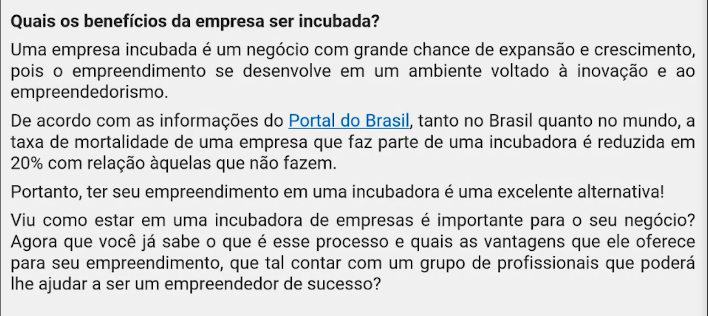 Quais os benefícios da empresa ser incubada?
Uma empresa incubada é um negócio com grande chance de expansão e crescimento,
pois o empreendimento se desenvolve em um ambiente voltado à inovação e ao
empreendedorismo.
De acordo com as informações do Portal do Brasil, tanto no Brasil quanto no mundo, a
taxa de mortalidade de uma empresa que faz parte de uma incubadora é reduzida em
20% com relação àquelas que não fazem.
Portanto, ter seu empreendimento em uma incubadora é uma excelente alternativa!
Viu como estar em uma incubadora de empresas é importante para o seu negócio?
Agora que você já sabe o que é esse processo e quais as vantagens que ele oferece
para seu empreendimento, que tal contar com um grupo de profissionais que poderá
lhe ajudar a ser um empreendedor de sucesso?